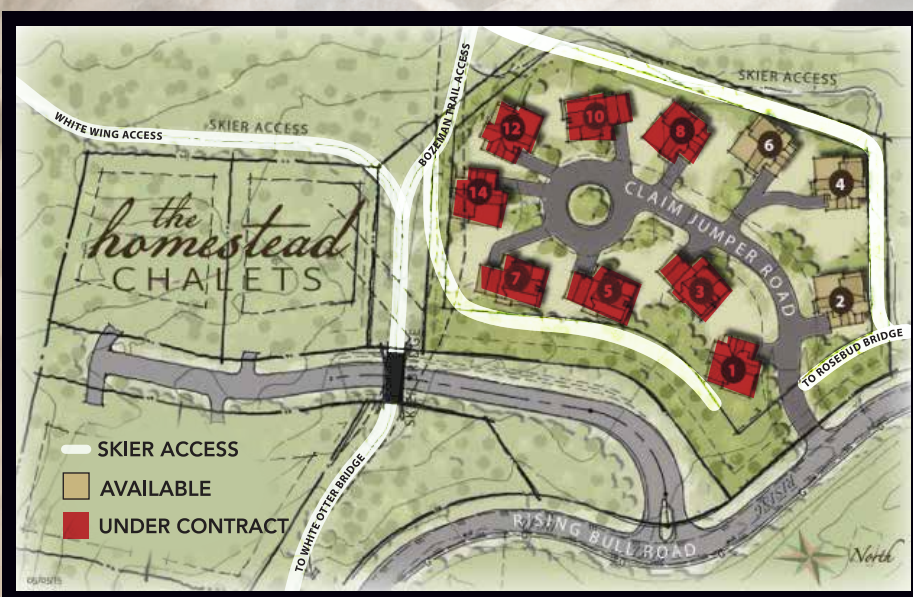 WHITE WING ACCESS
SKIER ACCESS
BOZEMAN TRAIL ACCESS
SKIER ACCESS
12
10
8
6
4
14
CLAIM JUMPER ROAD
7
5
3
2
1
the
homestead
CHALETS
TO ROSEBUD BRIDGE
SKIER ACCESS
AVAILABLE
UNDER CONTRACT
TO WHITE OTTER BRIDGE
RISING BULL ROAD
North